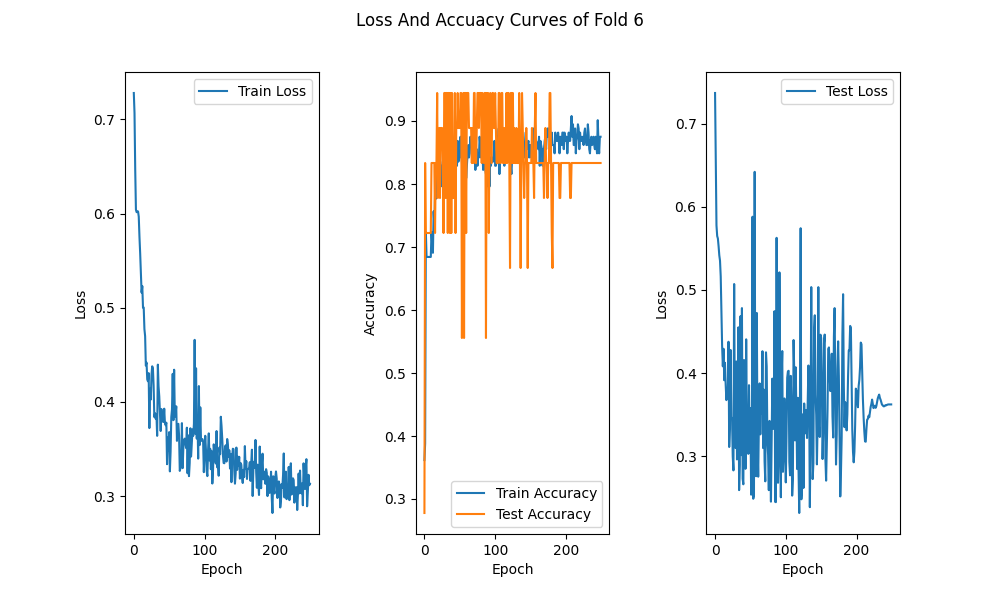 Loss And Accuacy Curves of Fold 6
Train Loss
Loss
0.7
0.6
0.5
0.4
0.3
0 100 200
Epoch
Accuracy
0.9
0.8
0.7
0.6
0.5
0.4
0.3
Train Accuracy
Test Accuracy
0 100 200
Epoch
Test Loss
Loss
0.7
0.6
0.5
0.4
0.3
0 100 200
Epoch